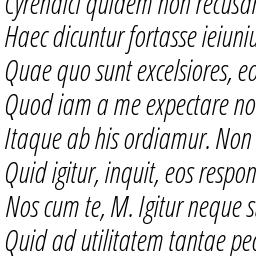 Cyrenaici quidem non recusan
Haec dicuntur fortasse ieiuniu
Quae quo sunt excelsiores, eo
Quod iam a me expectare no
Itaque ab his ordiamur. Non
Quid igitur, inquit, eos respon
Nos cum te, M. Igitur neque s
Quid ad utilitatem tantae pec